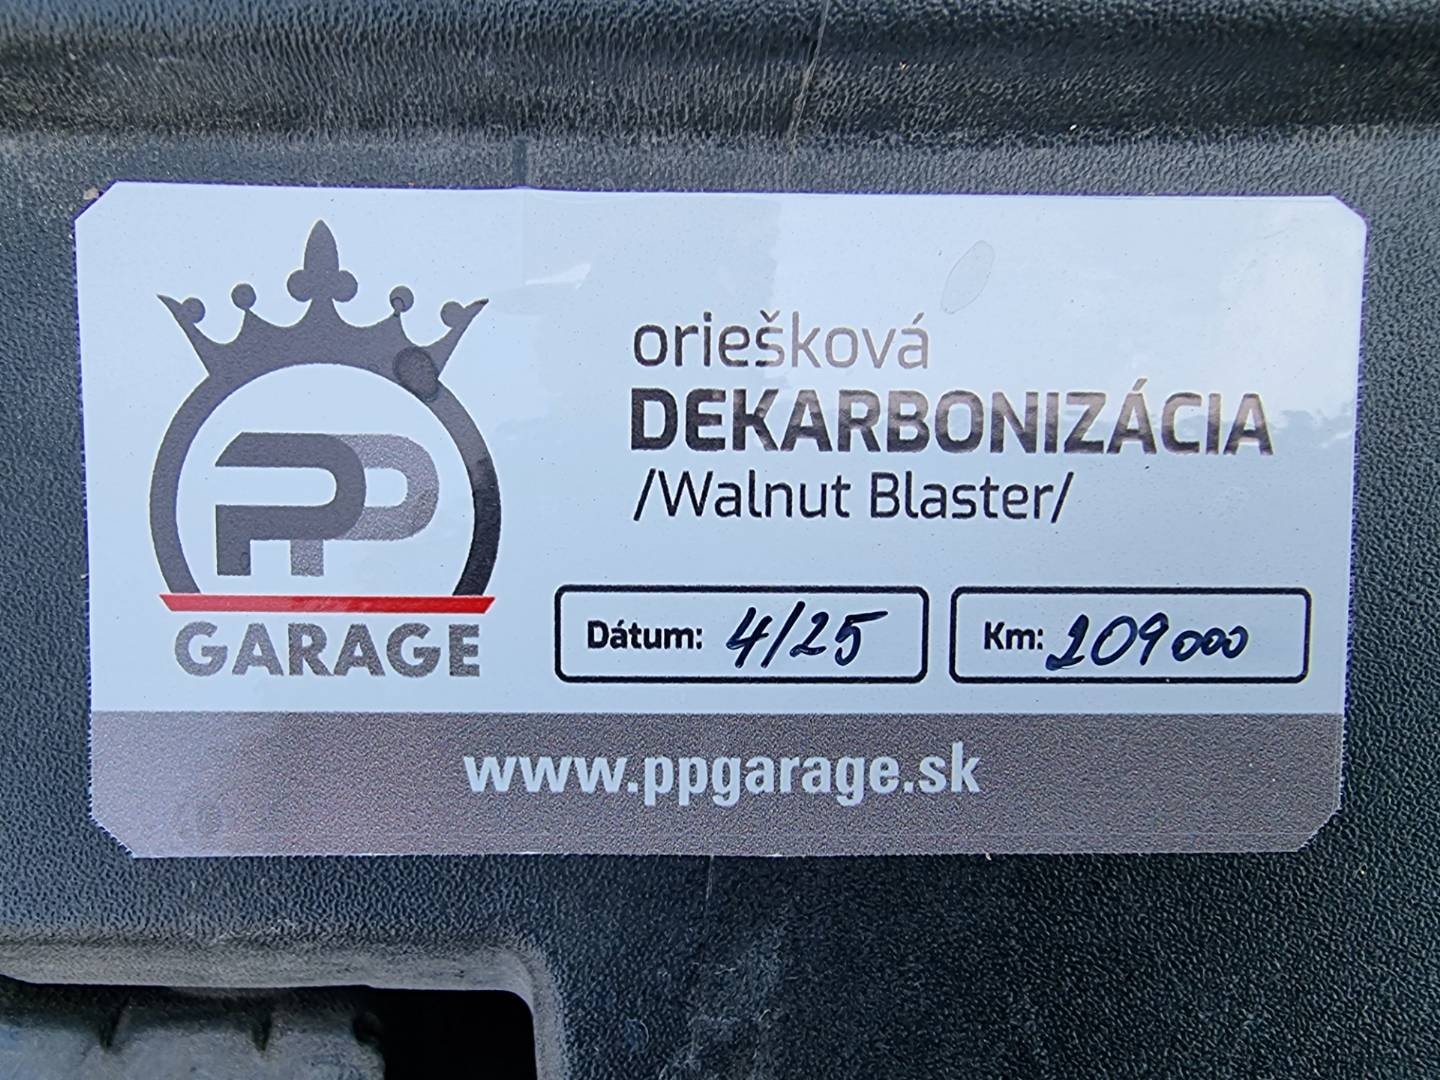 PP
GARAGE
oriešková
DEKARBONIZÁCIA
/Walnut Blaster/
Dátum: 4/25
Km: 209000
www.ppgarage.sk